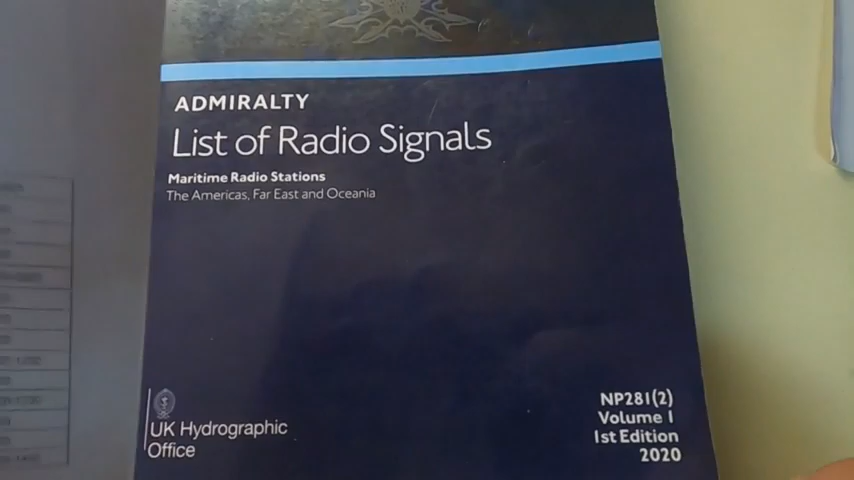 ADMIRALTY
List of Radio Signals
Maritime Radio Stations
The Americas, Far East and Oceania
UK Hydrographic
Office
NP281(2)
Volume 1
1st Edition
2020